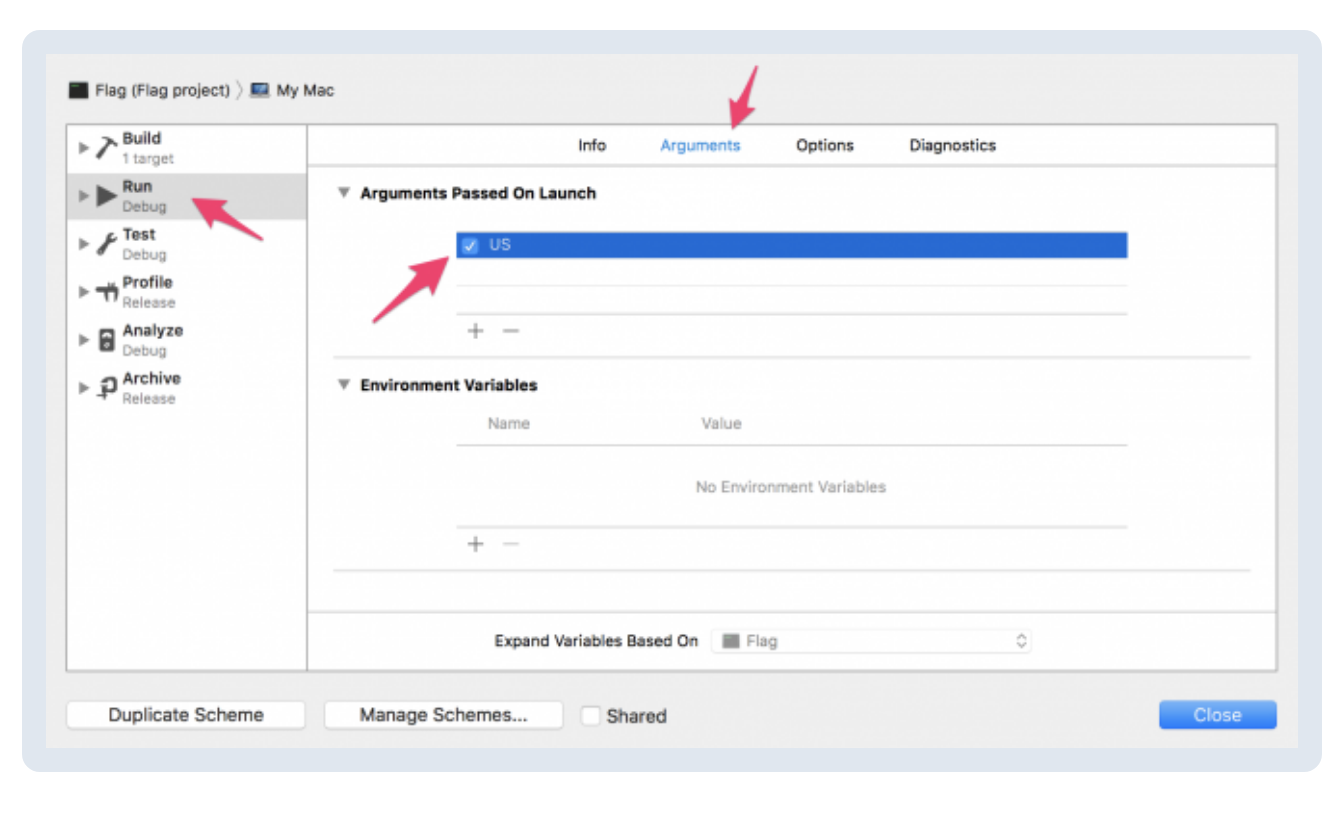 Flag (Flag project) 〉 My Mac
Info Arguments Options Diagnostics
Build
1 target
Run
Debug
Test
Debug
Profile
Release
Analyze
Debug
Archive
Release
Arguments Passed On Launch
US
+ −
Environment Variables
Name Value
No Environment Variables
+ −
Expand Variables Based On Flag
Duplicate Scheme Manage Schemes... Shared Close